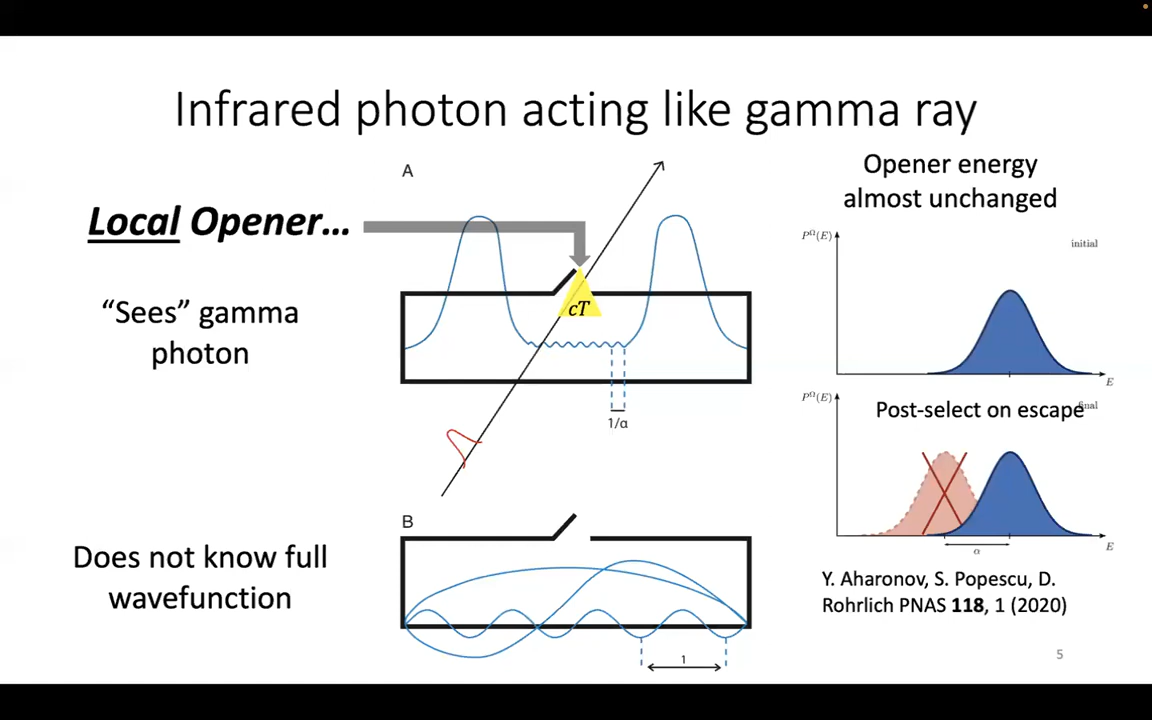 Infrared photon acting like gamma ray
A
Local Opener…
“Sees” gamma
photon
cT
1/α
Does not know full
wavefunction
B
1
Opener energy
almost unchanged
P^Ω(E)
initial
E
P^Ω(E)
final
Post-select on escape
α
E
Y. Aharonov, S. Popescu, D.
Rohrlich PNAS 118, 1 (2020)
5